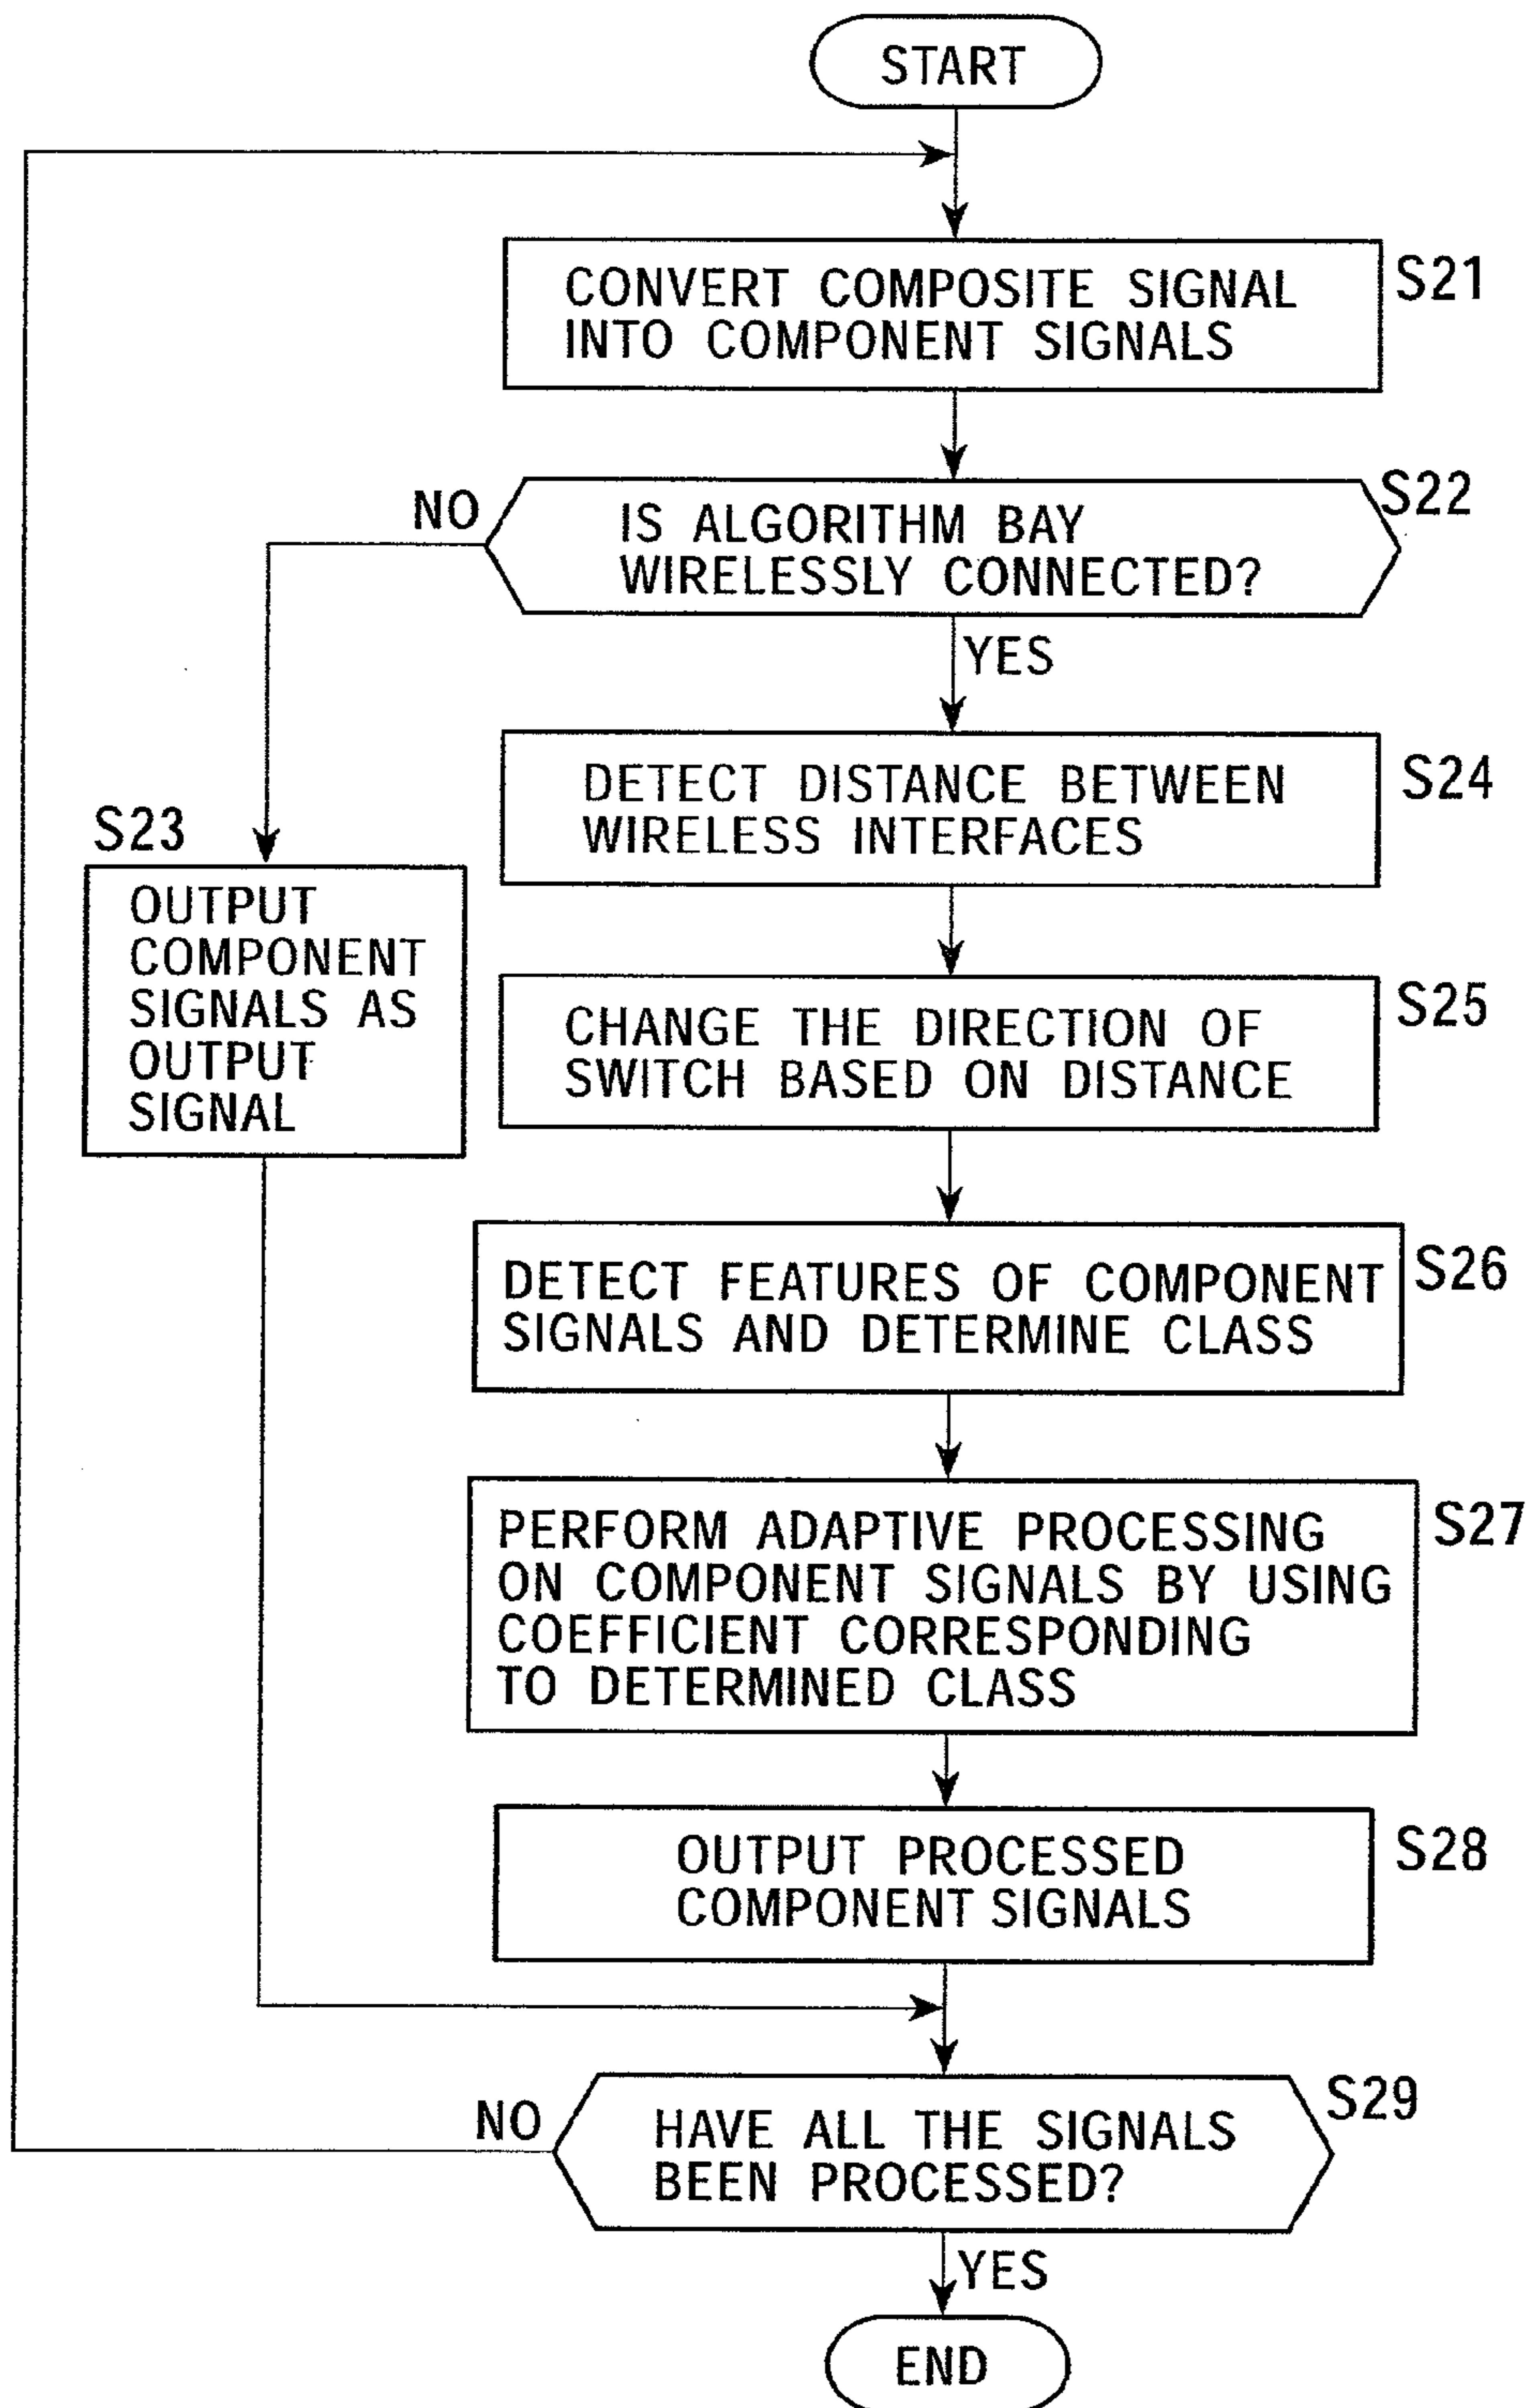 START
CONVERT COMPOSITE SIGNAL
INTO COMPONENT SIGNALS
S21
NO
IS ALGORITHM BAY
WIRELESSLY CONNECTED?
S22
YES
DETECT DISTANCE BETWEEN
WIRELESS INTERFACES
S24
S23
OUTPUT
COMPONENT
SIGNALS AS
OUTPUT
SIGNAL
CHANGE THE DIRECTION OF
SWITCH BASED ON DISTANCE
S25
DETECT FEATURES OF COMPONENT
SIGNALS AND DETERMINE CLASS
S26
PERFORM ADAPTIVE PROCESSING
ON COMPONENT SIGNALS BY USING
COEFFICIENT CORRESPONDING
TO DETERMINED CLASS
S27
OUTPUT PROCESSED
COMPONENT SIGNALS
S28
NO
HAVE ALL THE SIGNALS
BEEN PROCESSED?
S29
YES
END